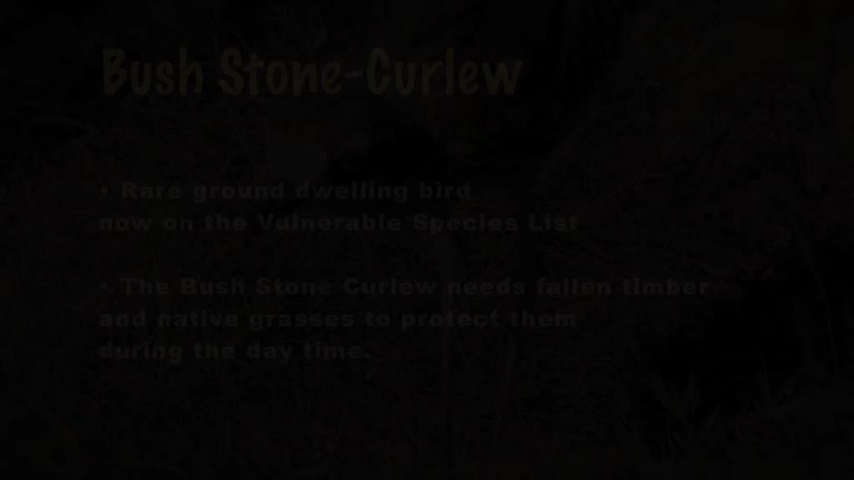 Bush Stone-Curlew
• Rare ground dwelling bird
now on the Vulnerable Species List
• The Bush Stone Curlew needs fallen timber
and native grasses to protect them
during the day time.